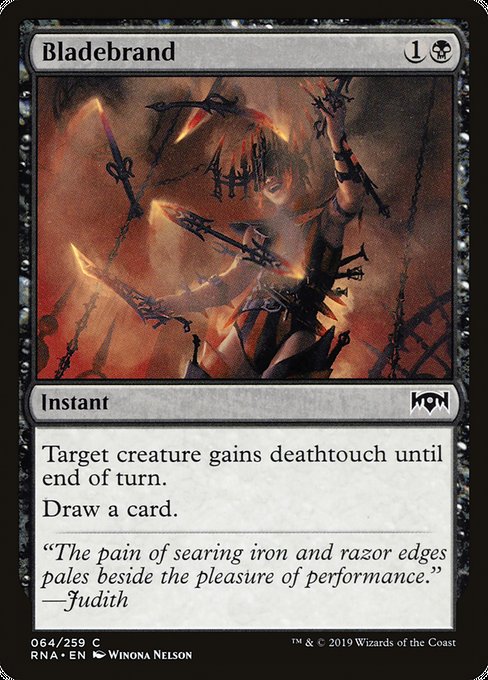 Bladebrand 1
Instant
Target creature gains deathtouch until
end of turn.
Draw a card.
“The pain of searing iron and razor edges
pales beside the pleasure of performance.”
—Judith
064/259 C
RNA • EN Winona Nelson
™ & © 2019 Wizards of the Coast